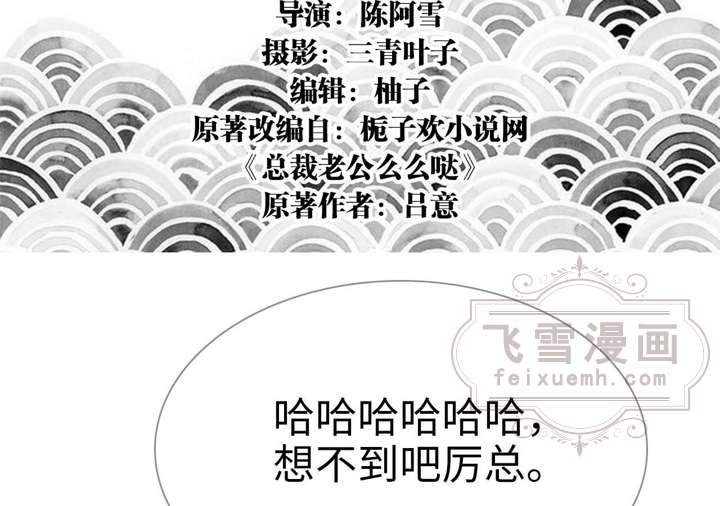 导演：陈阿雪
摄影：三青叶子
编辑：柚子
原著改编自：栀子欢小说网
《总裁老公么么哒》
原著作者：吕意
飞雪漫画
feixuemh.com
哈哈哈哈哈哈，
想不到吧厉总。